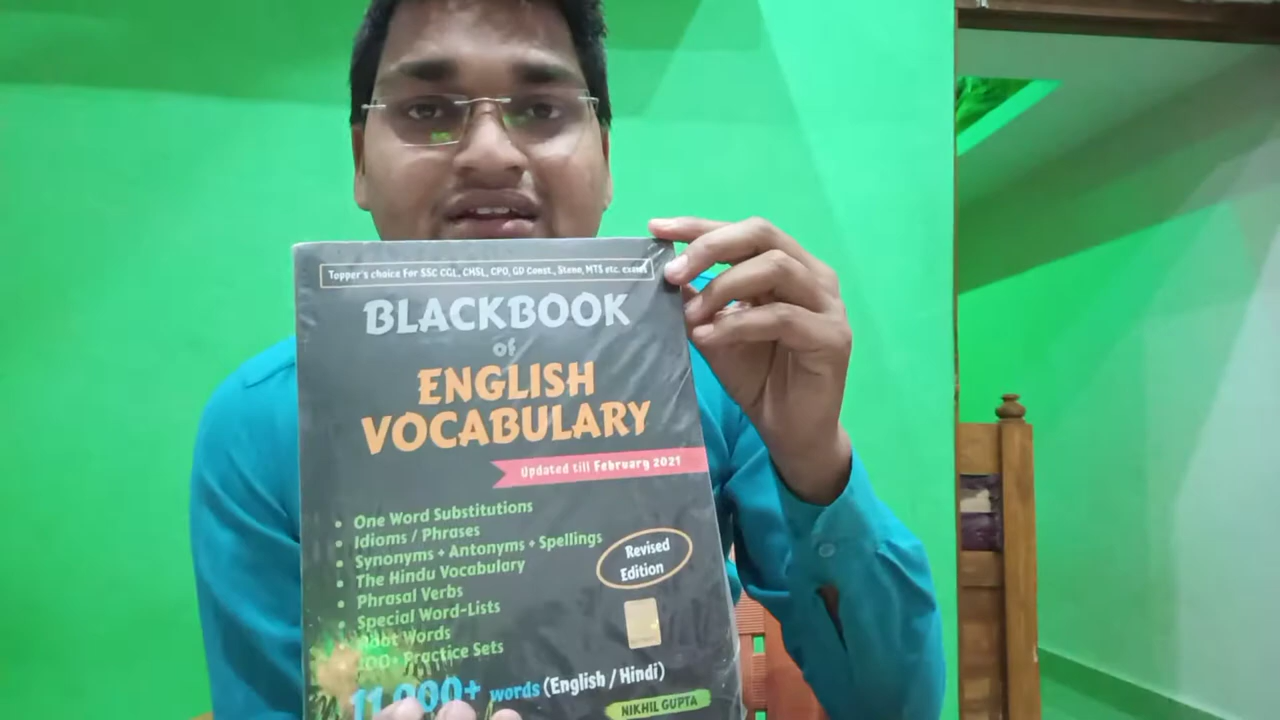 Topper's choice For SSC CGL, CHSL, CPO, GD Const., Steno, MTS etc. exams
BLACKBOOK
of
ENGLISH
VOCABULARY
Updated till February 2021
• One Word Substitutions
• Idioms / Phrases
• Synonyms + Antonyms + Spellings
• The Hindu Vocabulary
• Phrasal Verbs
• Special Word-Lists
Root Words
Practice Sets
Revised
Edition
words (English / Hindi)
NIKHIL GUPTA